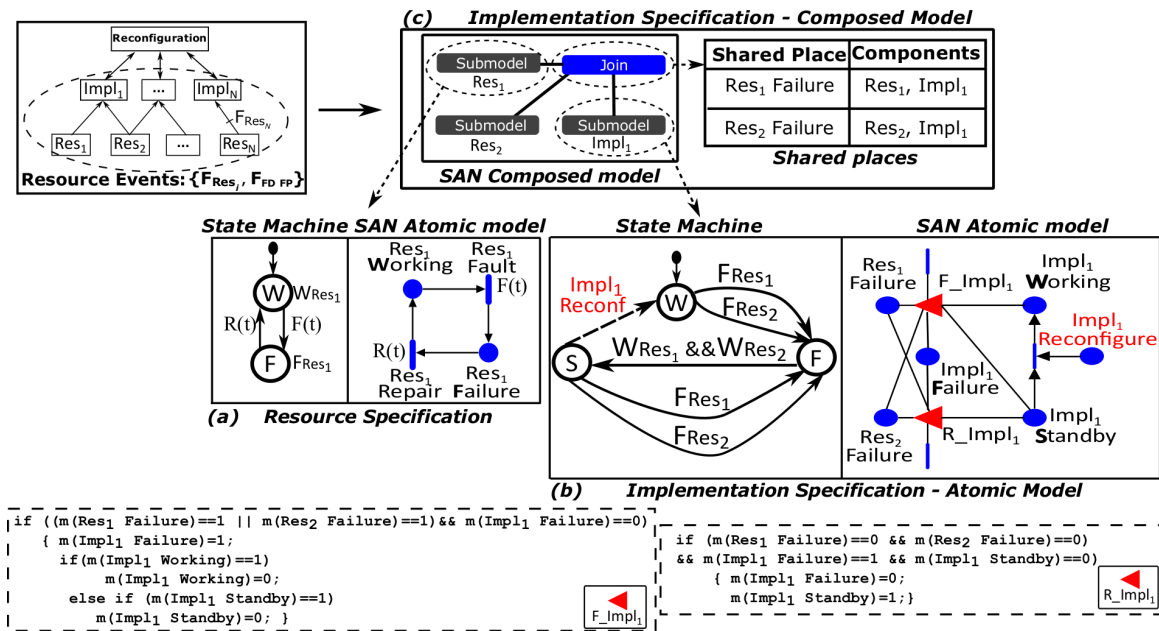 (c) Implementation Specification - Composed Model
Reconfiguration
Impl1 ... ImplN
FResN
Res1 Res2 ... ResN
Resource Events: {FResi, FFD FP}
Submodel
Res1
Join
Submodel
Res2
Submodel
Impl1
SAN Composed model
Shared Place Components
Res1 Failure Res1, Impl1
Res2 Failure Res2, Impl1
Shared places
State Machine SAN Atomic model
W
WRes1
R(t) F(t)
F
FRes1
Res1
Working
Res1
Fault
F(t)
R(t)
Res1
Repair
Res1
Failure
(a) Resource Specification
State Machine
Impl1
Reconf
W
FRes1
FRes2
WRes1 &&WRes2
S
F
FRes1
FRes2
SAN Atomic model
Res1
Failure
F_Impl1
Impl1
Working
Impl1
Reconfigure
Impl1
Failure
Res2
Failure
R_Impl1
Impl1
Standby
(b) Implementation Specification - Atomic Model
if ((m(Res1 Failure)==1 || m(Res2 Failure)==1)&& m(Impl1 Failure)==0)
{ m(Impl1 Failure)=1;
if(m(Impl1 Working)==1)
m(Impl1 Working)=0;
else if (m(Impl1 Standby)==1)
m(Impl1 Standby)=0; }
F_Impl1
if (m(Res1 Failure)==0 && m(Res2 Failure)==0)
&& m(Impl1 Failure)==1 && m(Impl1 Standby)==0)
{ m(Impl1 Failure)=0;
m(Impl1 Standby)=1;}
R_Impl1